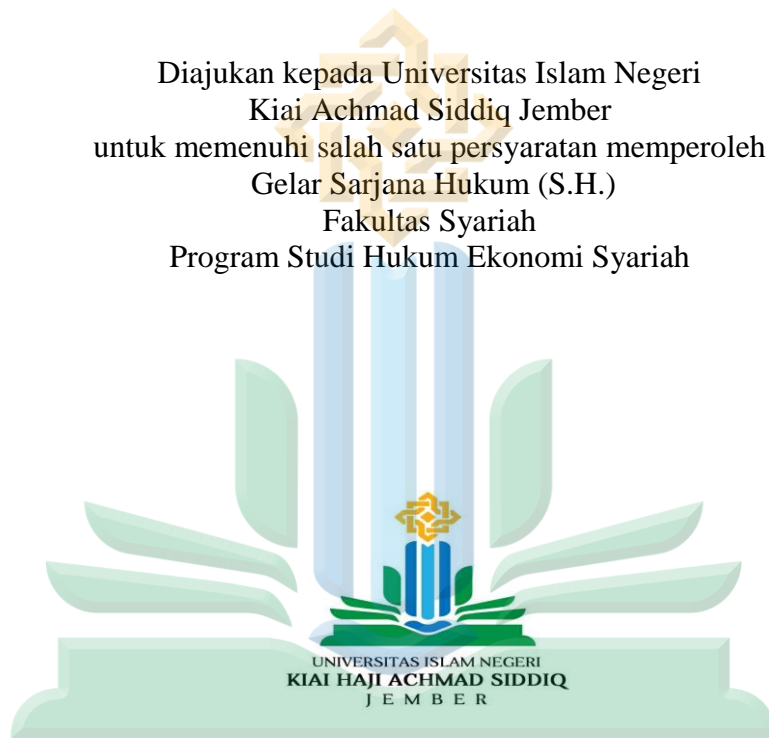 Diajukan kepada Universitas Islam Negeri
Kiai Achmad Siddiq Jember
untuk memenuhi salah satu persyaratan memperoleh
Gelar Sarjana Hukum (S.H.)
Fakultas Syariah
Program Studi Hukum Ekonomi Syariah
UNIVERSITAS ISLAM NEGERI
KIAI HAJI ACHMAD SIDDIQ
JEMBER